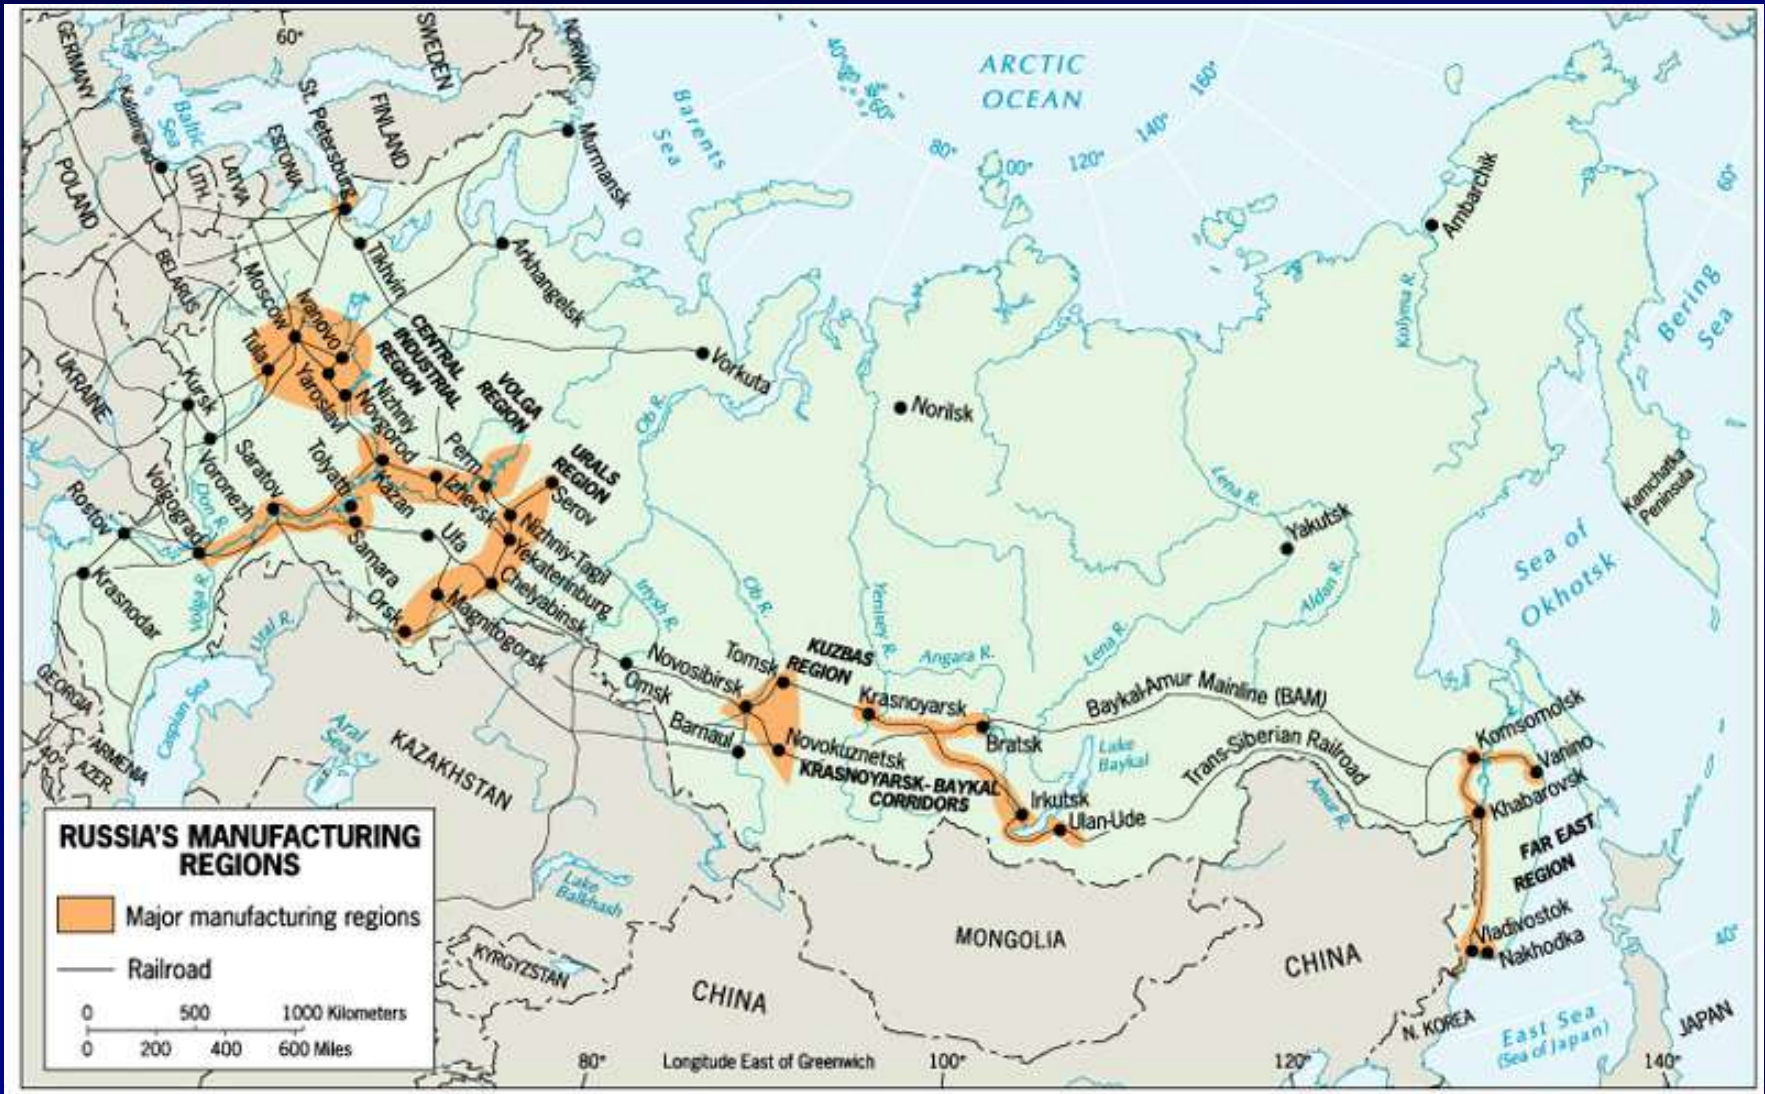 60°
GERMANY
SWEDEN
NORWAY
Kaliningrad
Baltic
Sea
St. Petersburg
FINLAND
ESTONIA
LATVIA
LITH.
POLAND
BELARUS
UKRAINE
Murmansk
Barents
Sea
ARCTIC
OCEAN
40°
60°
80°
100°
120°
140°
160°
Ambarchik
60°
Bering
Sea
Kolyma R.
Tikhvin
Arkhangelsk
Moscow
Ivanovo
Tula
Yaroslavl
Nizhniy
Novgorod
CENTRAL
INDUSTRIAL
REGION
VOLGA
REGION
URALS
REGION
Vorkuta
Norilsk
Ob R.
Kursk
Voronezh
Saratov
Tolyatti
Kazan
Perm
Izhevsk
Serov
Nizhniy-Tagil
Yekaterinburg
Chelyabinsk
Rostov
Volgograd
Don R.
Samara
Ufa
Krasnodar
Volga R.
Ural R.
Orsk
Magnitogorsk
Irtysh R.
Ob R.
Yenisey R.
Angara R.
Lena R.
Lena R.
Aldan R.
Yakutsk
Kamchatka
Peninsula
Sea of
Okhotsk
GEORGIA
ARMENIA
AZER.
40°
Caspian Sea
Aral
Sea
KAZAKHSTAN
Omsk
Novosibirsk
Tomsk
KUZBAS
REGION
Barnaul
Novokuznetsk
Krasnoyarsk
Bratsk
KRASNOYARSK-BAYKAL
CORRIDORS
Lake
Baykal
Irkutsk
Ulan-Ude
Baykal-Amur Mainline (BAM)
Trans-Siberian Railroad
Amur R.
Komsomolsk
Vanino
Khabarovsk
FAR EAST
REGION
Vladivostok
Nakhodka
RUSSIA'S MANUFACTURING
REGIONS
Major manufacturing regions
Railroad
0 500 1000 Kilometers
0 200 400 600 Miles
Lake
Balkhash
KYRGYZSTAN
CHINA
MONGOLIA
CHINA
N. KOREA
East Sea
(Sea of Japan)
JAPAN
40°
80°
Longitude East of Greenwich
100°
120°
140°